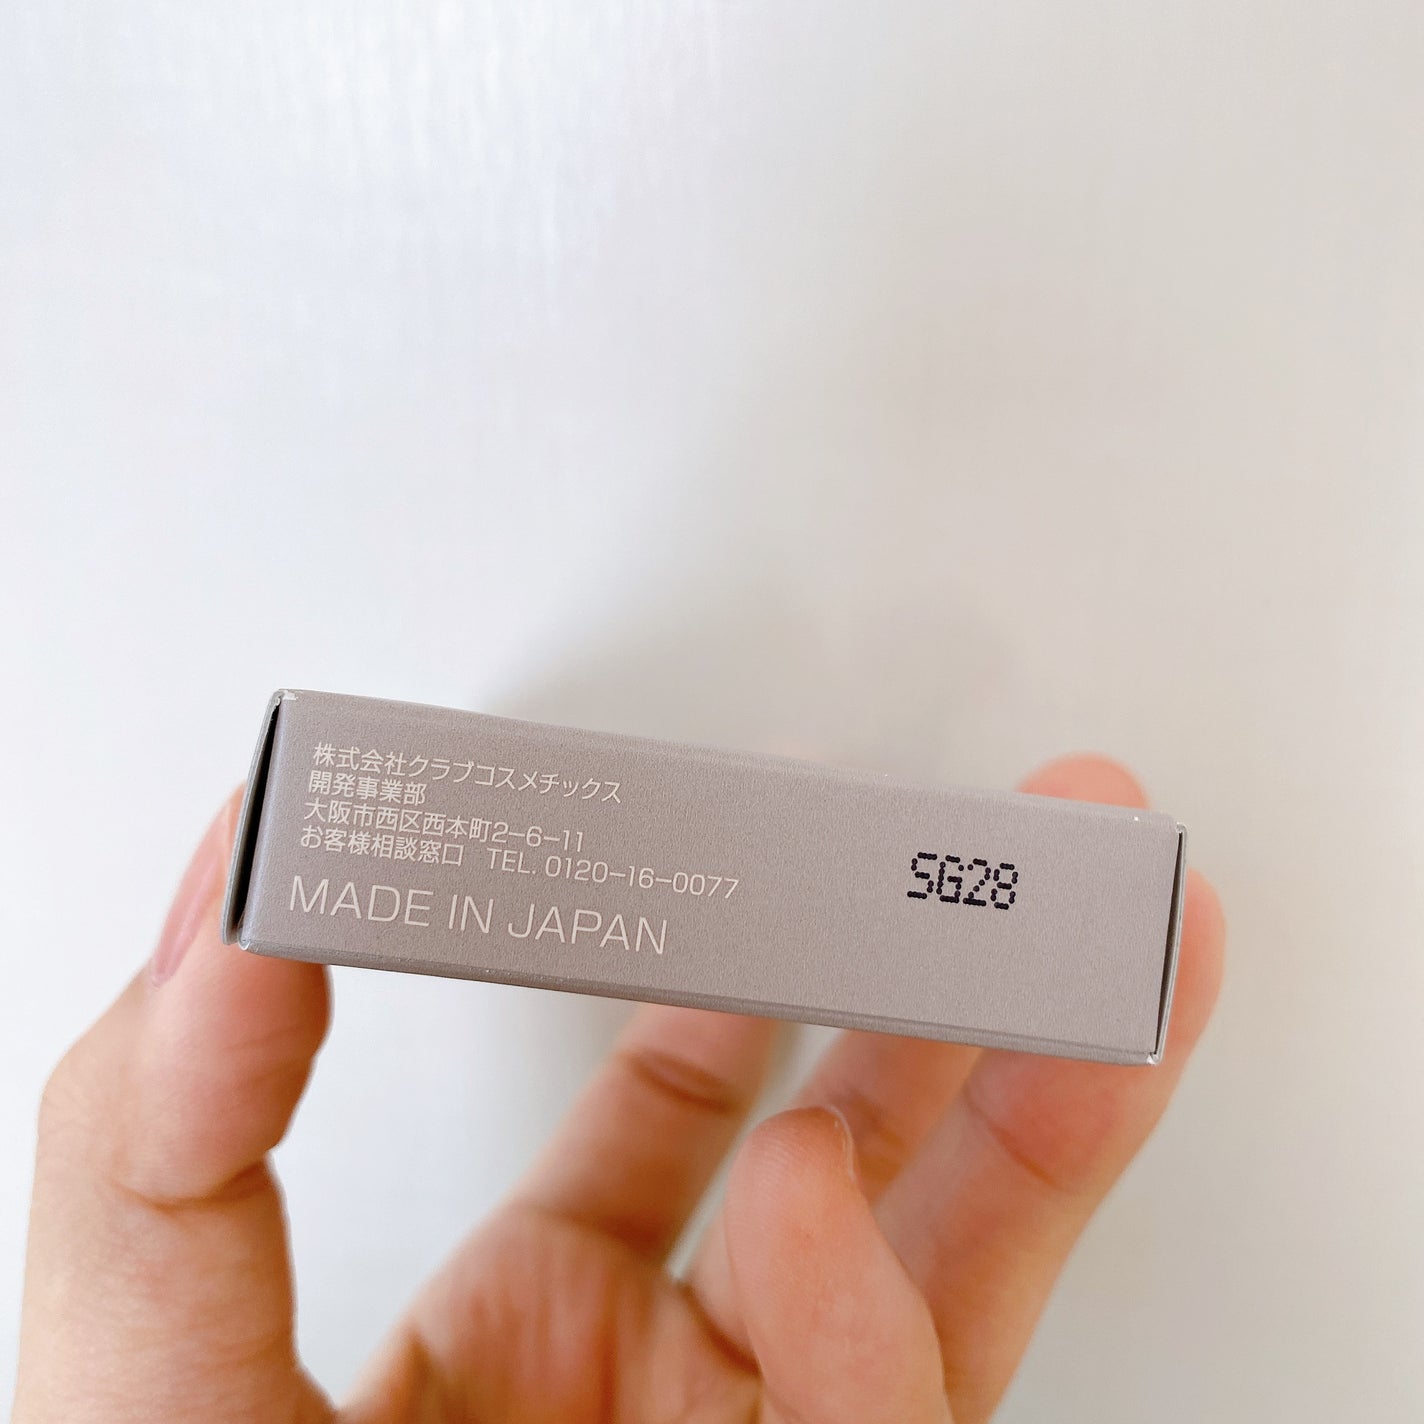 株式会社クラブコスメチックス
開発事業部
大阪市西区西本町2-6-11
お客様相談窓口 TEL. 0120-16-0077
MADE IN JAPAN
SG28